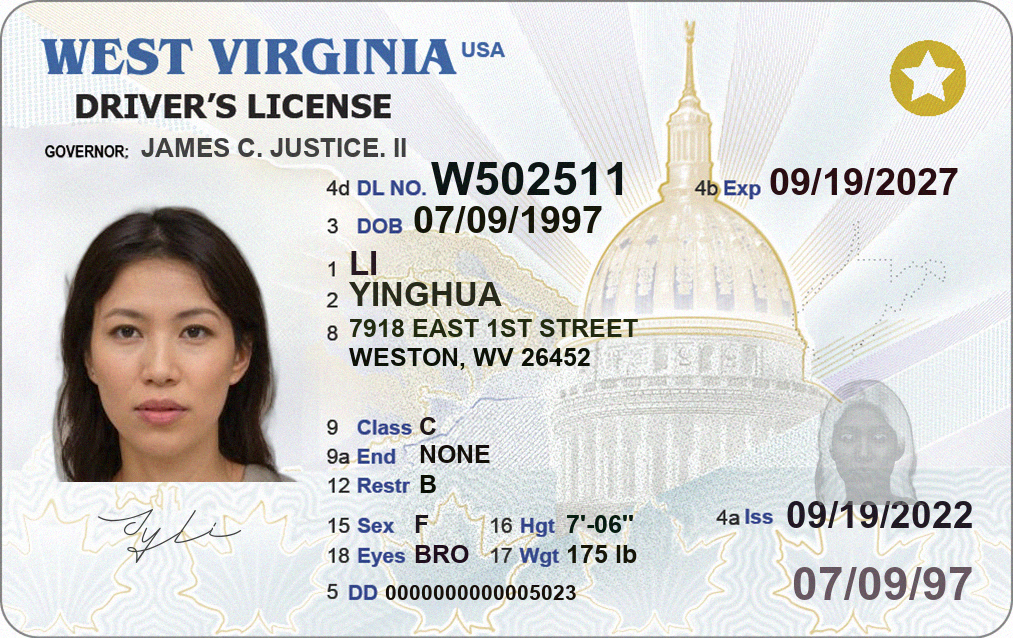 WEST VIRGINIA USA
DRIVER'S LICENSE
GOVERNOR: JAMES C. JUSTICE. II
4d DL NO. W502511 4b Exp 09/19/2027
3 DOB 07/09/1997
1 LI
2 YINGHUA
8 7918 EAST 1ST STREET
WESTON, WV 26452
9 Class C
9a End NONE
12 Restr B
15 Sex F 16 Hgt 7'-06" 4a Iss 09/19/2022
18 Eyes BRO 17 Wgt 175 lb
5 DD 0000000000005023
07/09/97